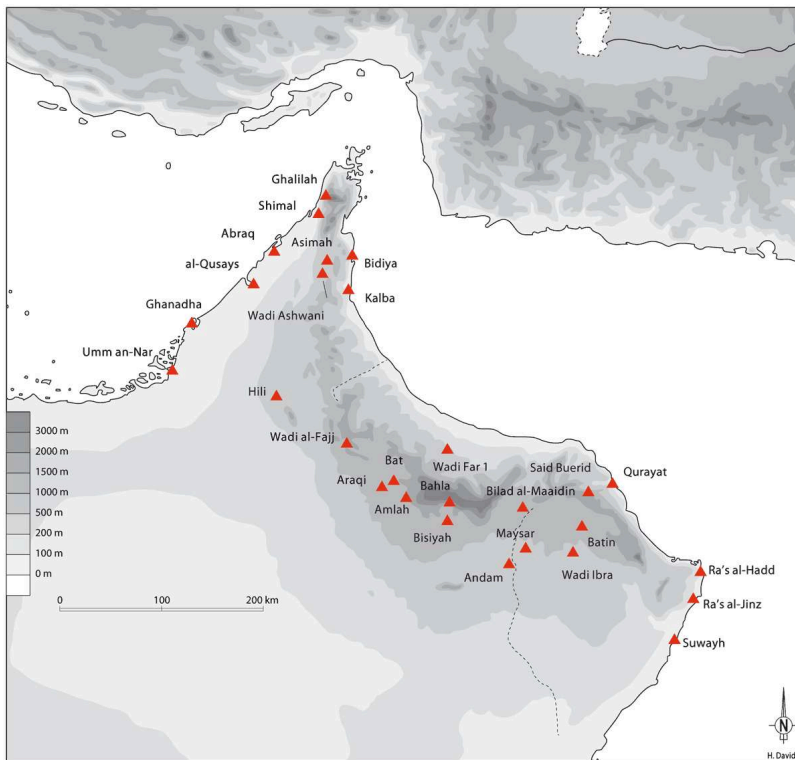 Ghalilah
Shimal
Abraq
Asimah
al-Qusays
Bidiya
Ghanadha
Kalba
Wadi Ashwani
Umm an-Nar
Hili
Wadi al-Fajj
Bat
Wadi Far 1
Said Buerid
Qurayat
Araqi
Bahla
Bilad al-Maaidin
Amlah
Bisiyah
Maysar
Batin
Andam
Wadi Ibra
Ra's al-Hadd
Ra's al-Jinz
Suwayh
3000 m
2000 m
1500 m
1000 m
500 m
200 m
100 m
0 m
0 100 200 km
N
H. David